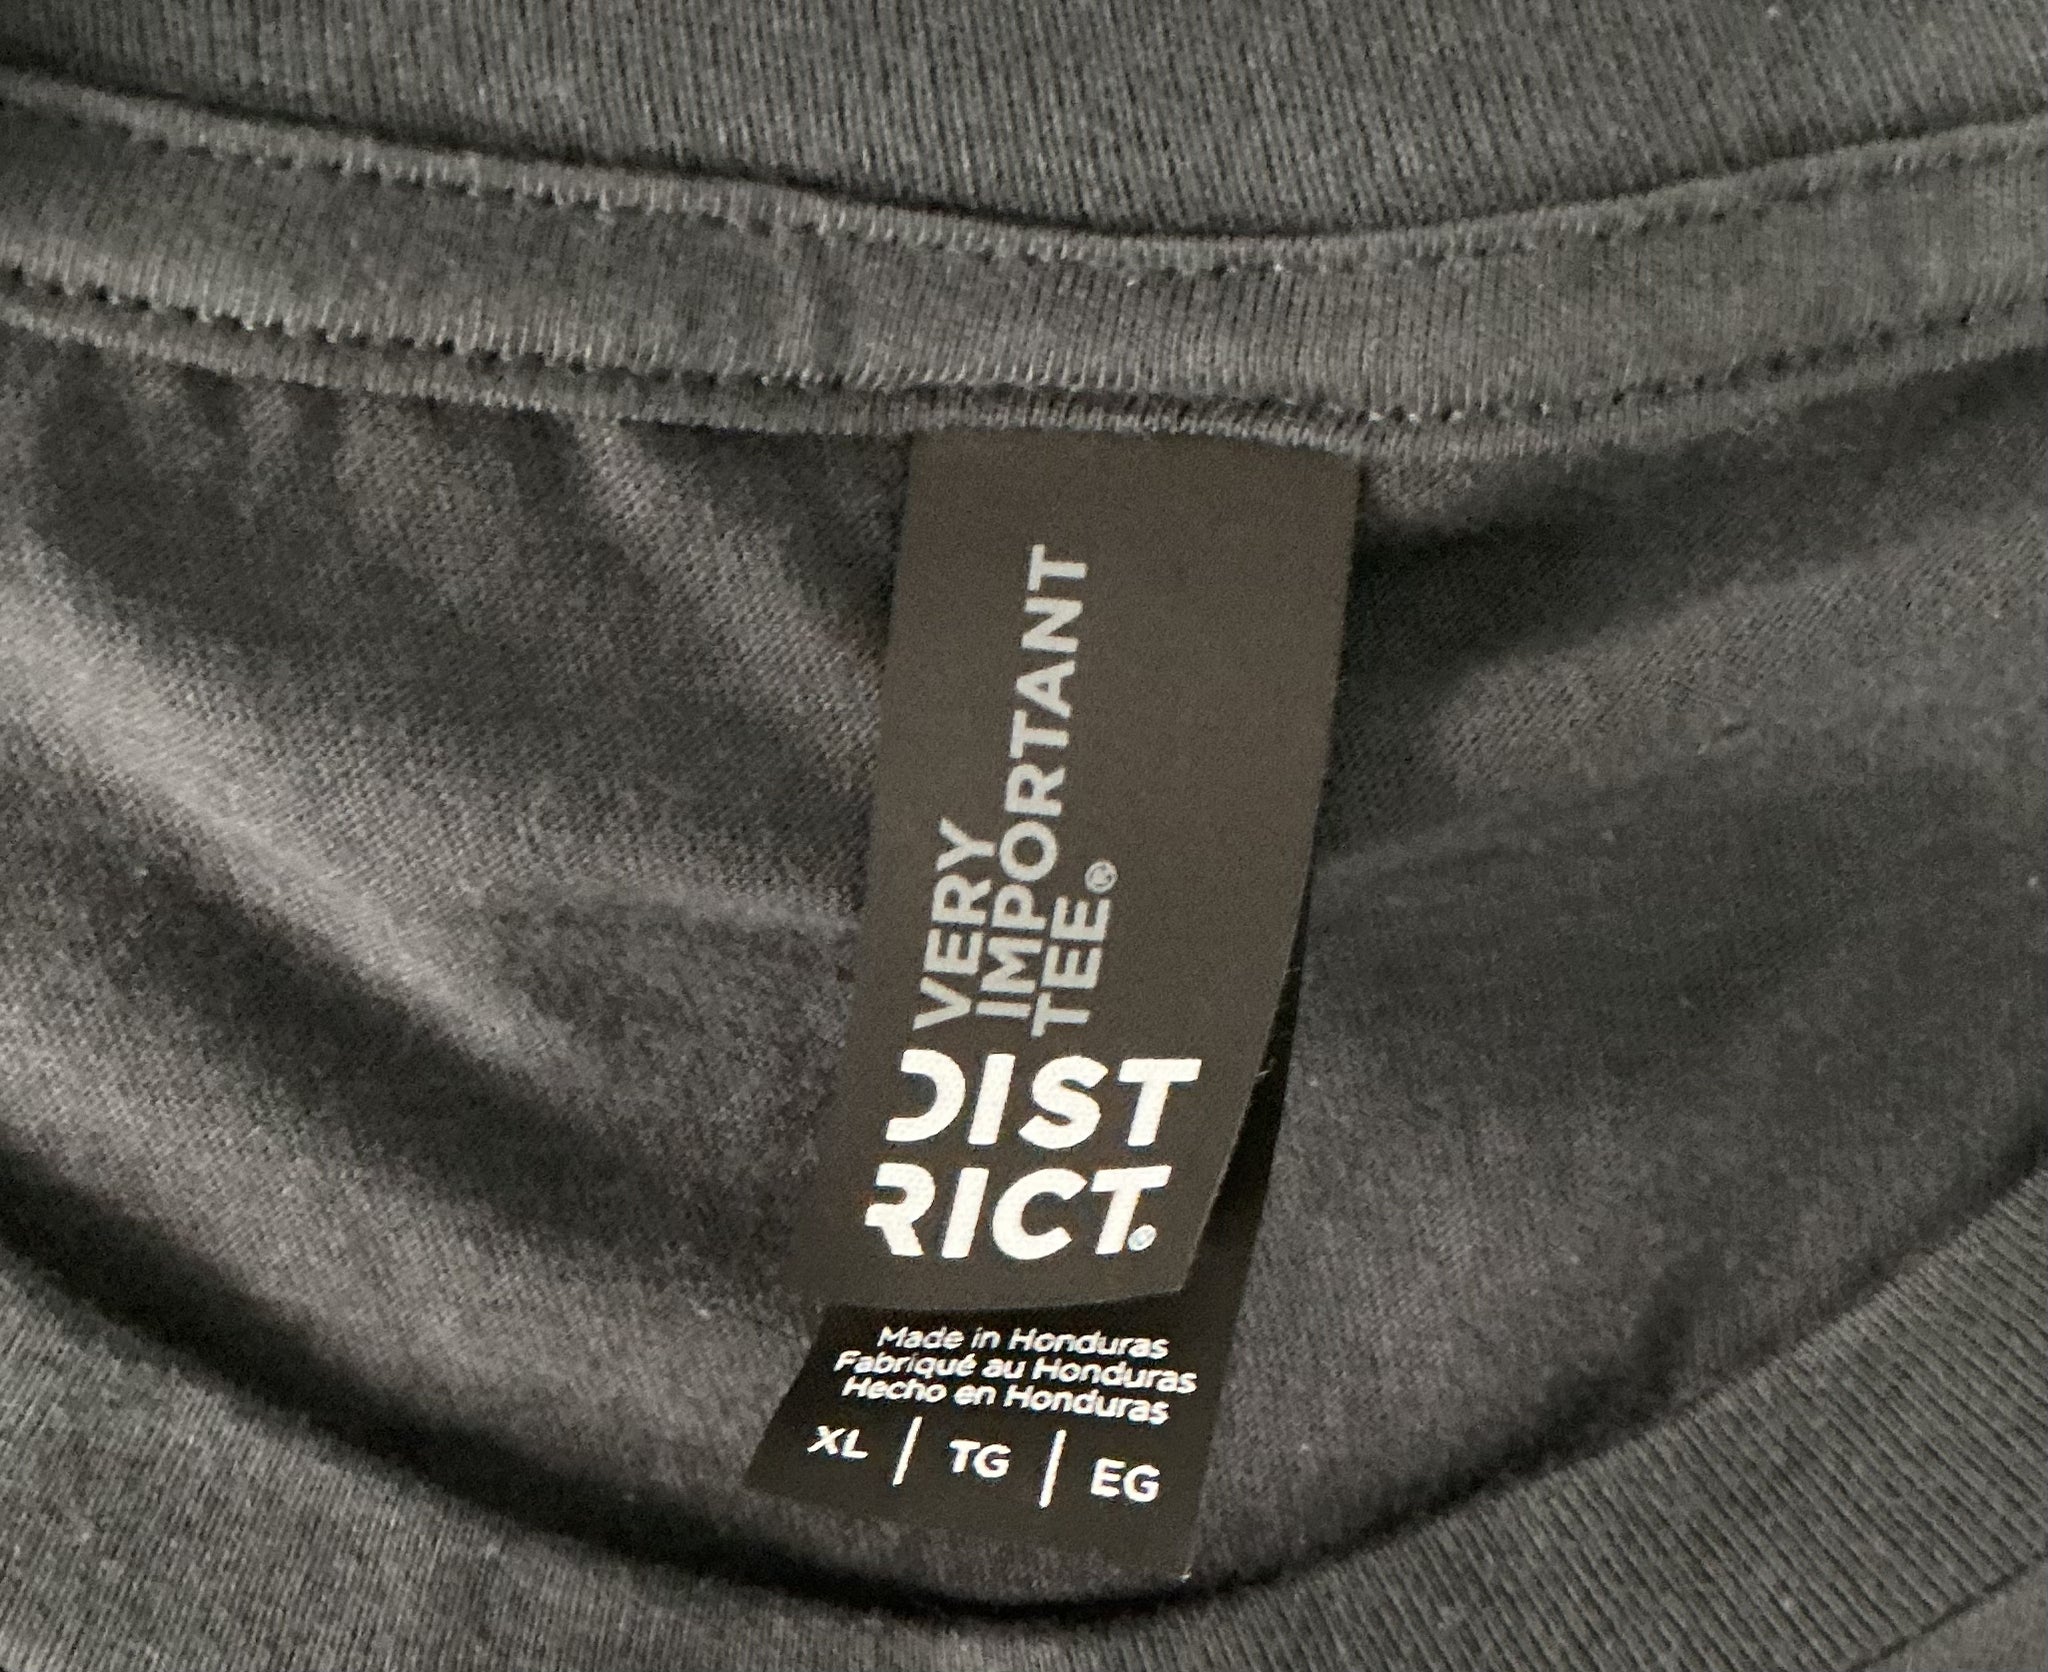 VERY
IMPORTANT
TEE®
DIST
RICT®
Made in Honduras
Fabriqué au Honduras
Hecho en Honduras
XL | TG | EG